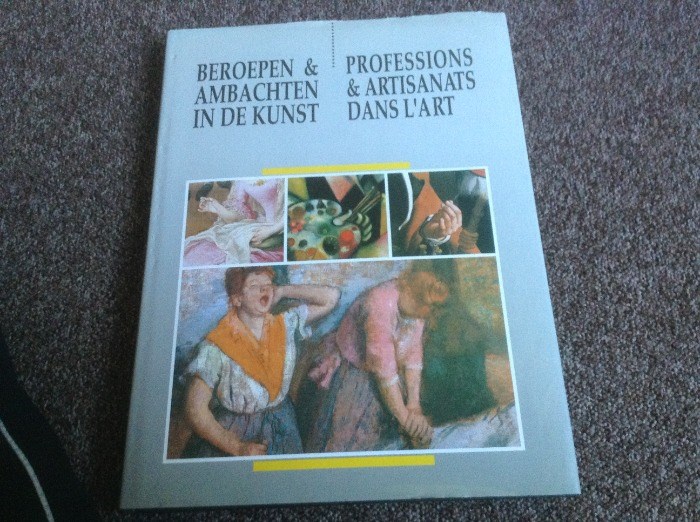 BEROEPEN &
AMBACHTEN
IN DE KUNST
PROFESSIONS
& ARTISANATS
DANS L'ART